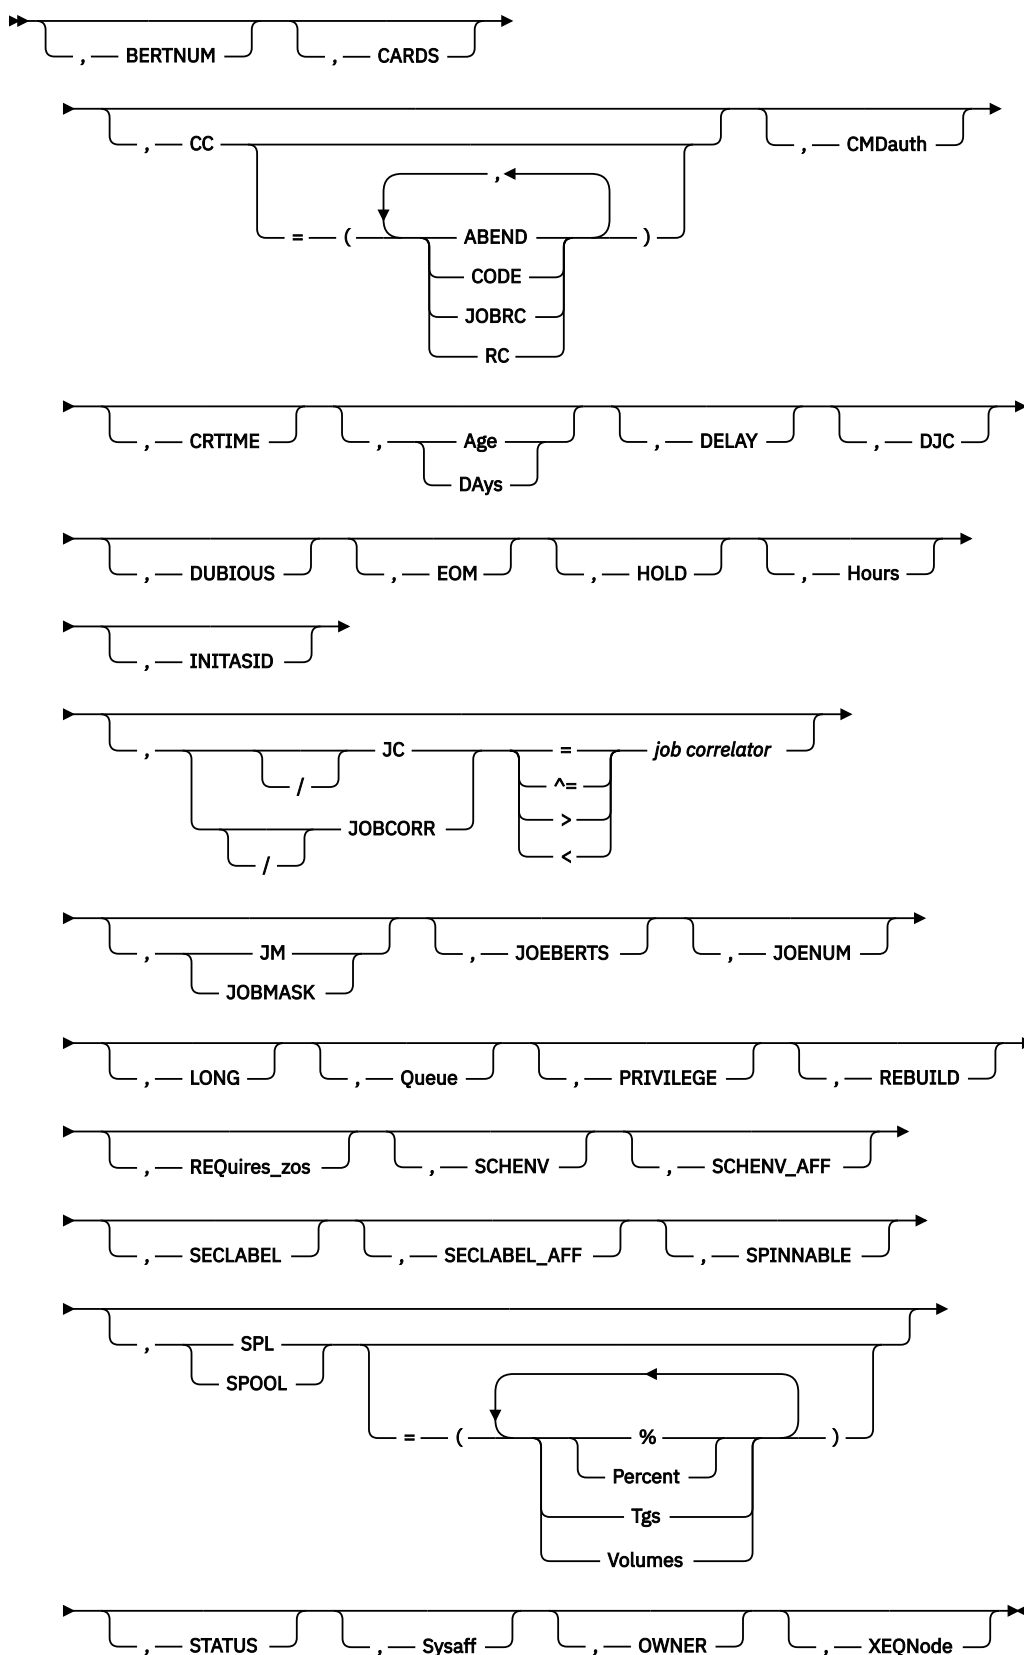 , BERTNUM , CARDS
, CC , CMDauth
,
= ( ABEND )
CODE
JOBRC
RC
, CRTIME , Age , DELAY , DJC
DAys
, DUBIOUS , EOM , HOLD , Hours
, INITASID
, JC = job correlator
/ ^=
JOBCORR >
/ <
, JM , JOEBERTS , JOENUM
JOBMASK
, LONG , Queue , PRIVILEGE , REBUILD
, REQuires_zos , SCHENV , SCHENV_AFF
, SECLABEL , SECLABEL_AFF , SPINNABLE
, SPL
SPOOL
= ( % )
Percent
Tgs
Volumes
, STATUS , Sysaff , OWNER , XEQNode